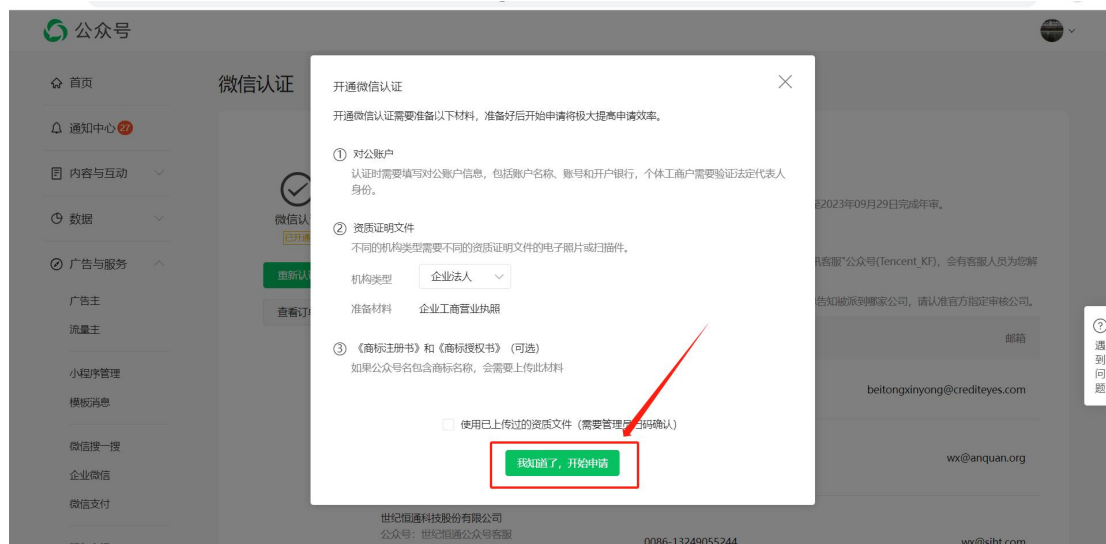 公众号
首页
通知中心 27
内容与互动
数据
广告与服务
广告主
流量主
小程序管理
模板消息
微信搜一搜
企业微信
微信支付
微信认证
微信认
已开通
重新认
查看订
开通微信认证
开通微信认证需要准备以下材料，准备好后开始申请将极大提高申请效率。
① 对公账户
认证时需要填写对公账户信息，包括账户名称、账号和开户银行，个体工商户需要验证法定代表人
身份。
② 资质证明文件
不同的机构类型需要不同的资质证明文件的电子照片或扫描件。
机构类型 企业法人
准备材料 企业工商营业执照
③ 《商标注册书》和《商标授权书》（可选）
如果公众号名包含商标名称，会需要上传此材料
使用已上传过的资质文件（需要管理员扫码确认）
我知道了，开始申请
至2023年09月29日完成年审。
讯客服"公众号(Tencent_KF)，会有客服人员为您解
告知被派到哪家公司，请认准官方指定审核公司。
邮箱
beitongxinyong@crediteyes.com
wx@anquan.org
世纪恒通科技股份有限公司
公众号：世纪恒通公众号客服
0086-13249055244
wx@sjht.com
遇
到
问
题